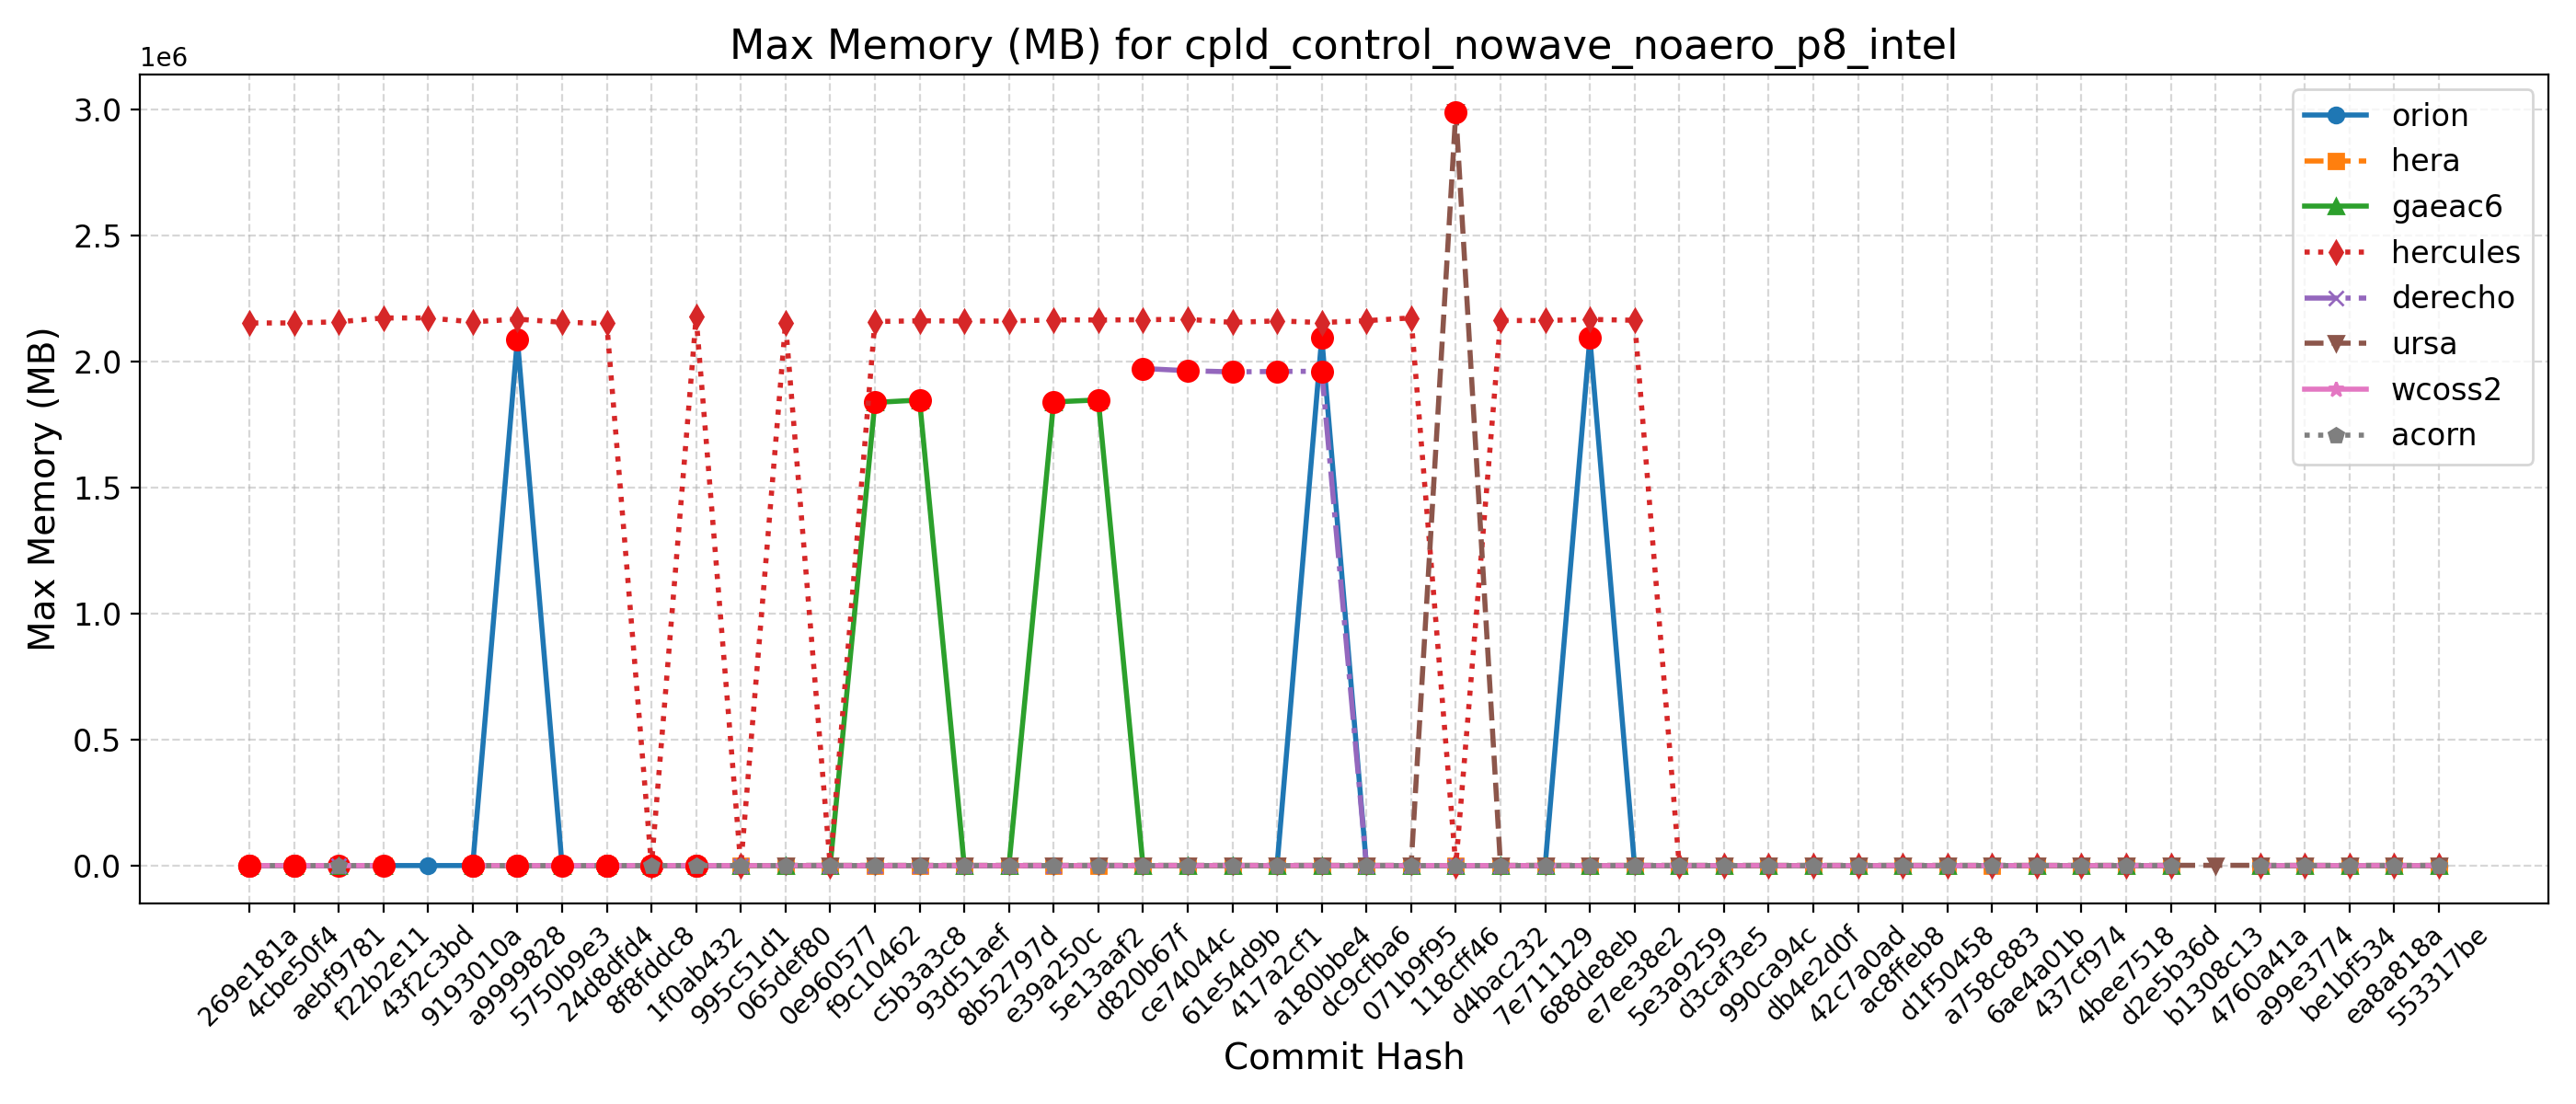 Max Memory (MB) for cpld_control_nowave_noaero_p8_intel
1e6
3.0
2.5
2.0
1.5
1.0
0.5
0.0
Max Memory (MB)
orion
hera
gaeac6
hercules
derecho
ursa
wcoss2
acorn
269e181a
4cbe50f4
aebf9781
f22b2e11
43f2c3bd
9193010a
a9999828
5750b9e3
24d8dfd4
8f8fddc8
1f0ab432
995c51d1
065def80
0e960577
f9c10462
c5b3a3c8
93d51aef
8b52797d
e39a250c
5e13aaf2
d820b67f
ce74044c
61e54d9b
417a2cf1
a180bbe4
dc9cfba6
071b9f95
118cff46
d4bac232
7e711129
688de8eb
e7ee38e2
5e3a9259
d3caf3e5
990ca94c
db4e2d0f
42c7a0ad
ac8ffeb8
d1f50458
a758c883
6ae4a01b
437cf974
4bee7518
d2e5b36d
b1308c13
4760a41a
a99e3774
be1bf534
ea8a818a
553317be
Commit Hash